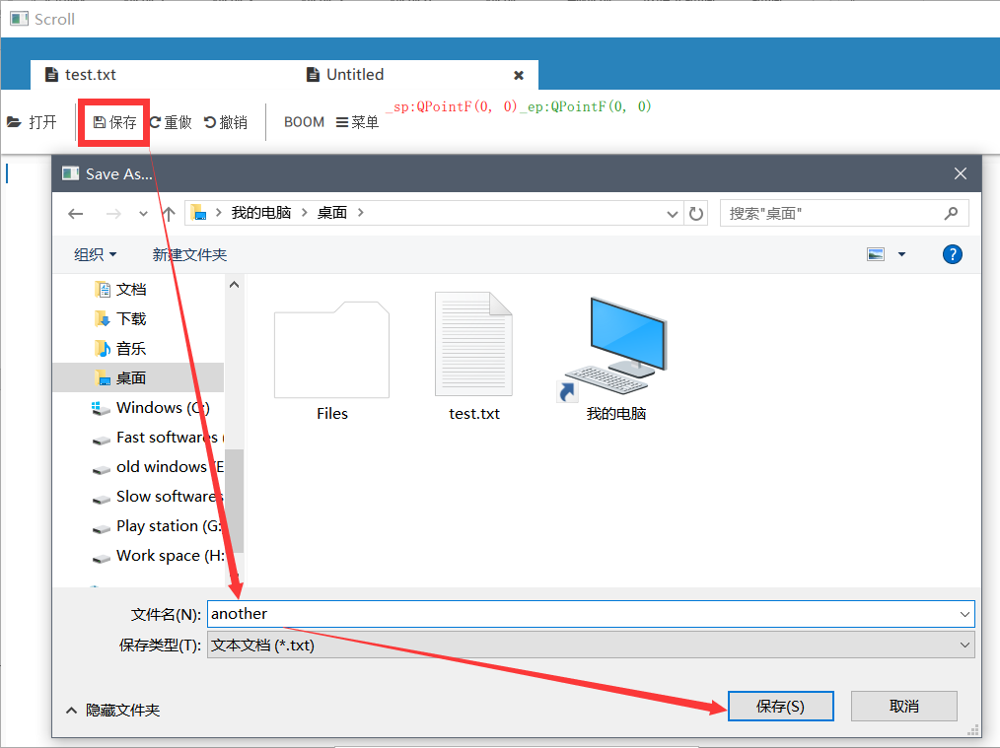 Scroll
test.txt
Untitled
打开
保存
重做
撤销
BOOM
菜单
_sp:QPointF(0, 0)_ep:QPointF(0, 0)
Save As...
我的电脑
桌面
搜索"桌面"
组织
新建文件夹
文档
下载
音乐
桌面
Windows (C:)
Fast softwares (
old windows (E
Slow softwares
Play station (G:
Work space (H:
Files
test.txt
我的电脑
文件名(N):
another
保存类型(T):
文本文档 (*.txt)
隐藏文件夹
保存(S)
取消